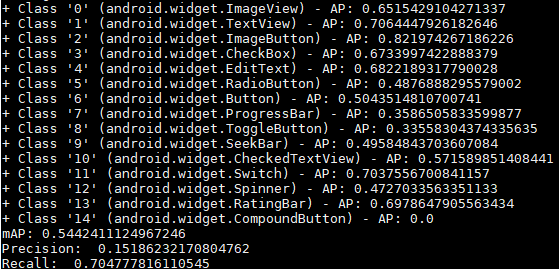 + Class '0' (android.widget.ImageView) - AP: 0.6515429104271337
+ Class '1' (android.widget.TextView) - AP: 0.7064447926182646
+ Class '2' (android.widget.ImageButton) - AP: 0.821974267186226
+ Class '3' (android.widget.CheckBox) - AP: 0.6733997422888379
+ Class '4' (android.widget.EditText) - AP: 0.6822189317790028
+ Class '5' (android.widget.RadioButton) - AP: 0.4876888295579002
+ Class '6' (android.widget.Button) - AP: 0.5043514810700741
+ Class '7' (android.widget.ProgressBar) - AP: 0.3586505833599877
+ Class '8' (android.widget.ToggleButton) - AP: 0.33558304374335635
+ Class '9' (android.widget.SeekBar) - AP: 0.49584843703607084
+ Class '10' (android.widget.CheckedTextView) - AP: 0.571589851408441
+ Class '11' (android.widget.Switch) - AP: 0.7037556700841157
+ Class '12' (android.widget.Spinner) - AP: 0.4727033563351133
+ Class '13' (android.widget.RatingBar) - AP: 0.6978647905563434
+ Class '14' (android.widget.CompoundButton) - AP: 0.0
mAP: 0.5442411124967246
Precision:  0.15186232170804762
Recall:  0.704777816110545